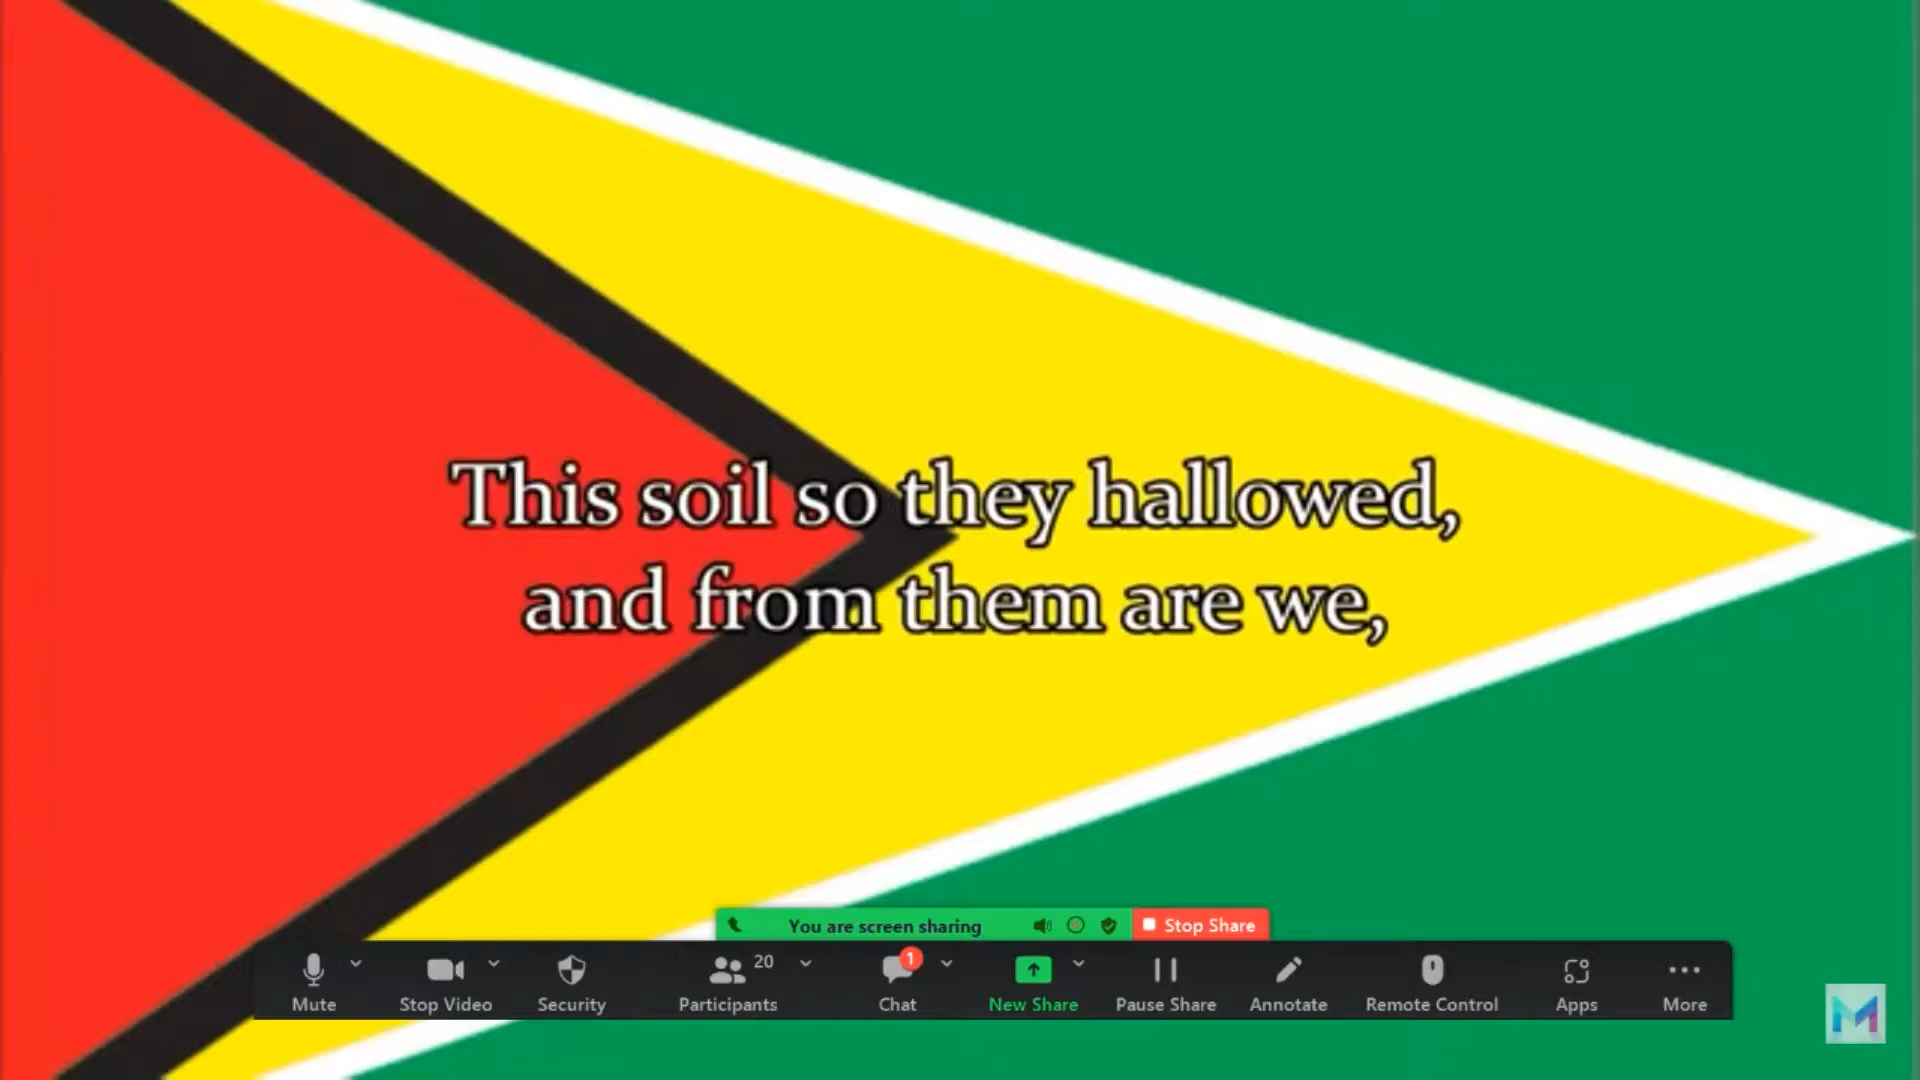 This soil so they hallowed,
and from them are we,
You are screen sharing
Stop Share
Mute
Stop Video
Security
20
Participants
1
Chat
New Share
Pause Share
Annotate
Remote Control
Apps
More
M